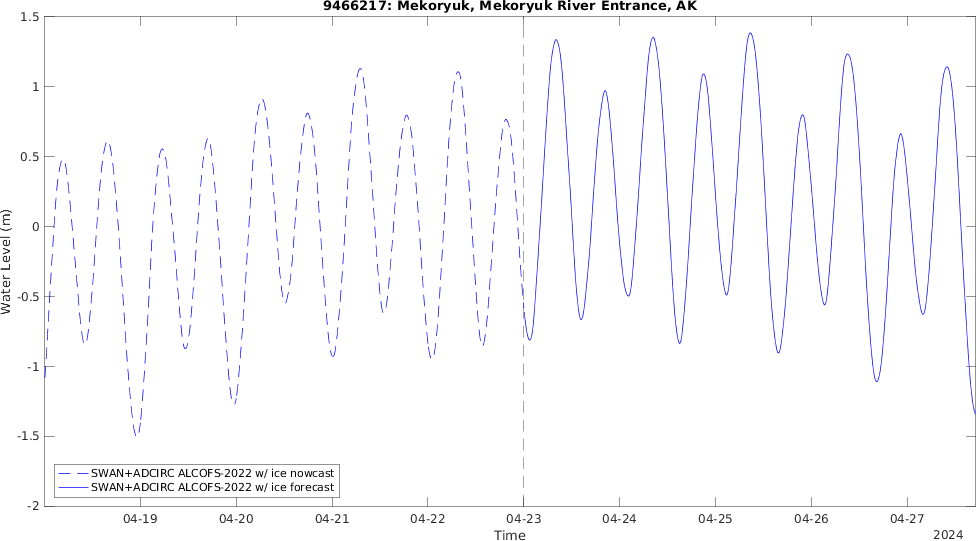 9466217: Mekoryuk, Mekoryuk River Entrance, AK
1.5
1
0.5
0
-0.5
-1
-1.5
-2
Water Level (m)
SWAN+ADCIRC ALCOFS-2022 w/ ice nowcast
SWAN+ADCIRC ALCOFS-2022 w/ ice forecast
04-19 04-20 04-21 04-22 04-23 04-24 04-25 04-26 04-27
Time
2024